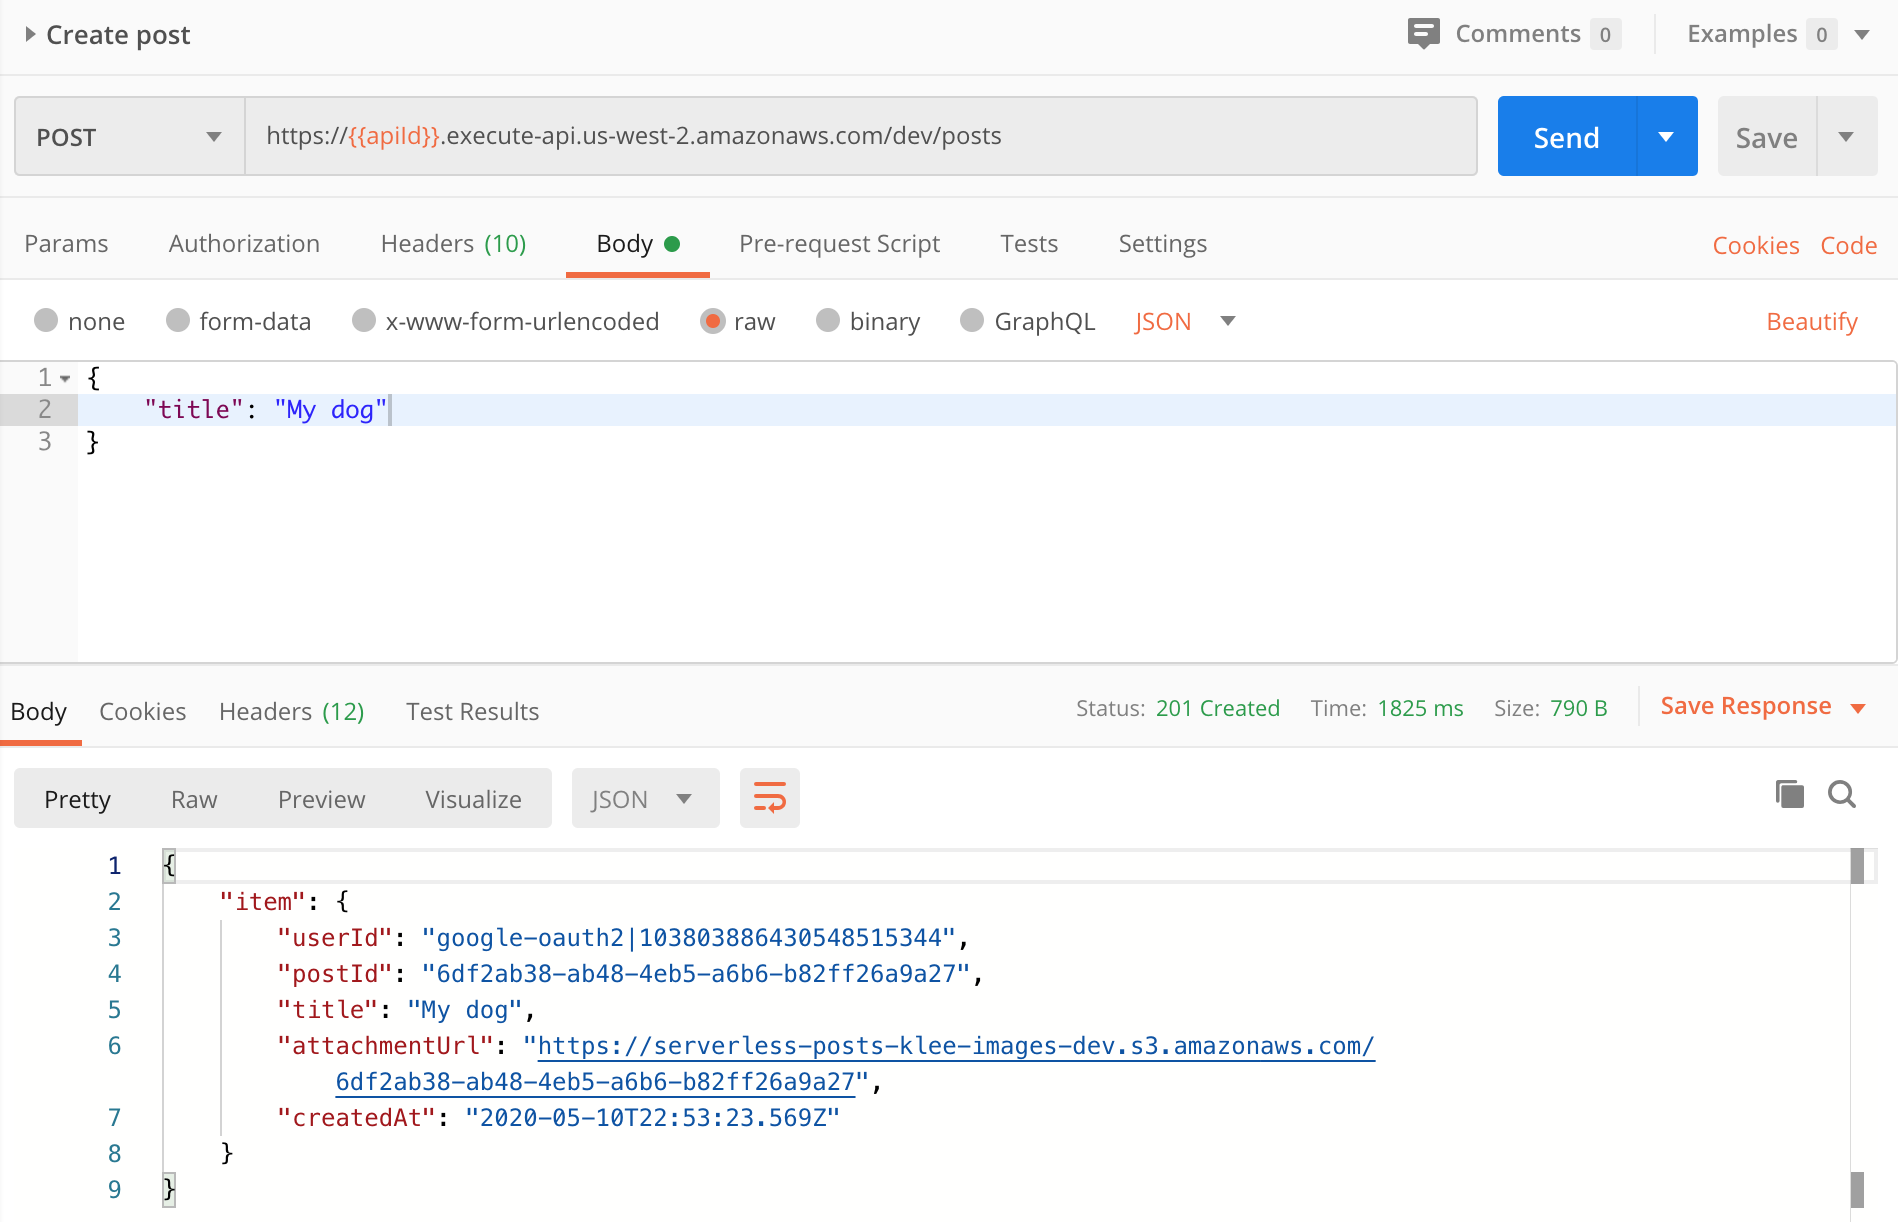 Create post
Comments 0
Examples 0
POST
https://{{apiId}}.execute-api.us-west-2.amazonaws.com/dev/posts
Send
Save
Params Authorization Headers (10) Body Pre-request Script Tests Settings Cookies Code
none form-data x-www-form-urlencoded raw binary GraphQL JSON Beautify
1 {
2 "title": "My dog"
3 }
Body Cookies Headers (12) Test Results Status: 201 Created Time: 1825 ms Size: 790 B Save Response
Pretty Raw Preview Visualize JSON
1 {
2 "item": {
3 "userId": "google-oauth2|103803886430548515344",
4 "postId": "6df2ab38-ab48-4eb5-a6b6-b82ff26a9a27",
5 "title": "My dog",
6 "attachmentUrl": "https://serverless-posts-klee-images-dev.s3.amazonaws.com/
6df2ab38-ab48-4eb5-a6b6-b82ff26a9a27",
7 "createdAt": "2020-05-10T22:53:23.569Z"
8 }
9 }